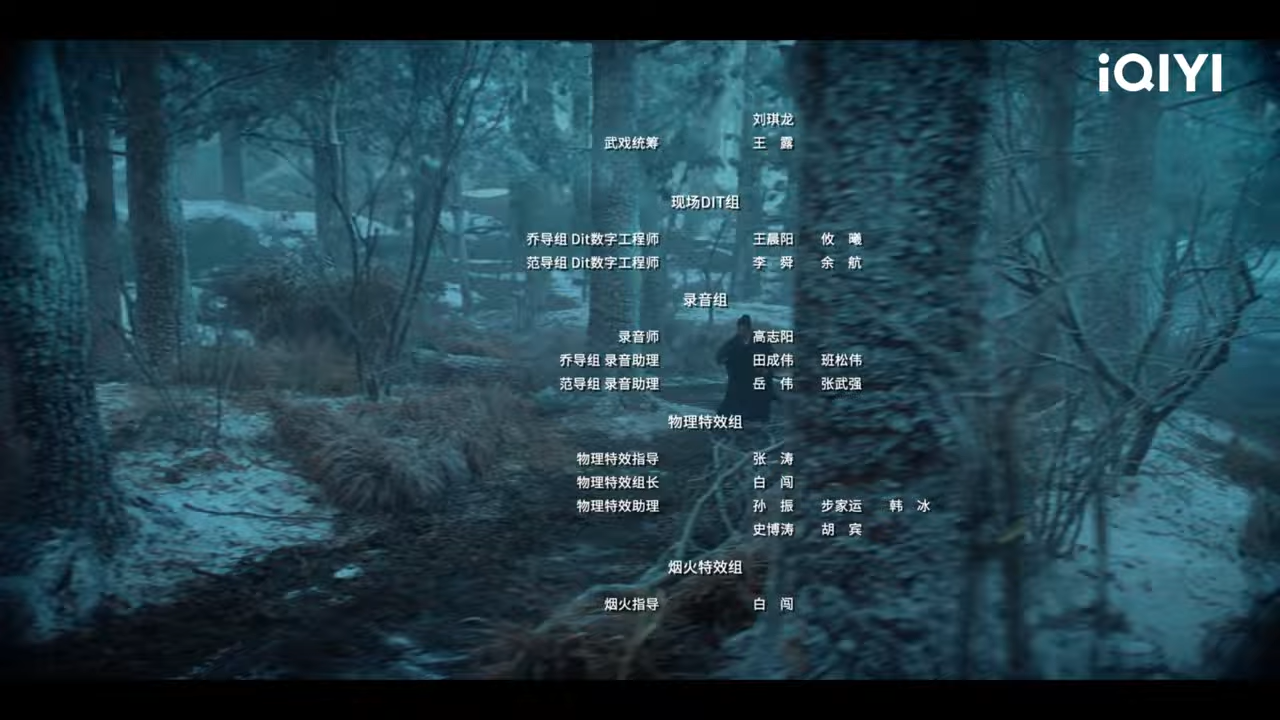 iQIYI
刘琪龙
武戏统筹 王 露
现场DIT组
乔导组 Dit数字工程师 王晨阳 攸 曦
范导组 Dit数字工程师 李 舜 余 航
录音组
录音师 高志阳
乔导组 录音助理 田成伟 班松伟
范导组 录音助理 岳 伟 张武强
物理特效组
物理特效指导 张 涛
物理特效组长 白 闯
物理特效助理 孙 振 步家运 韩 冰
史博涛 胡 宾
烟火特效组
烟火指导 白 闯